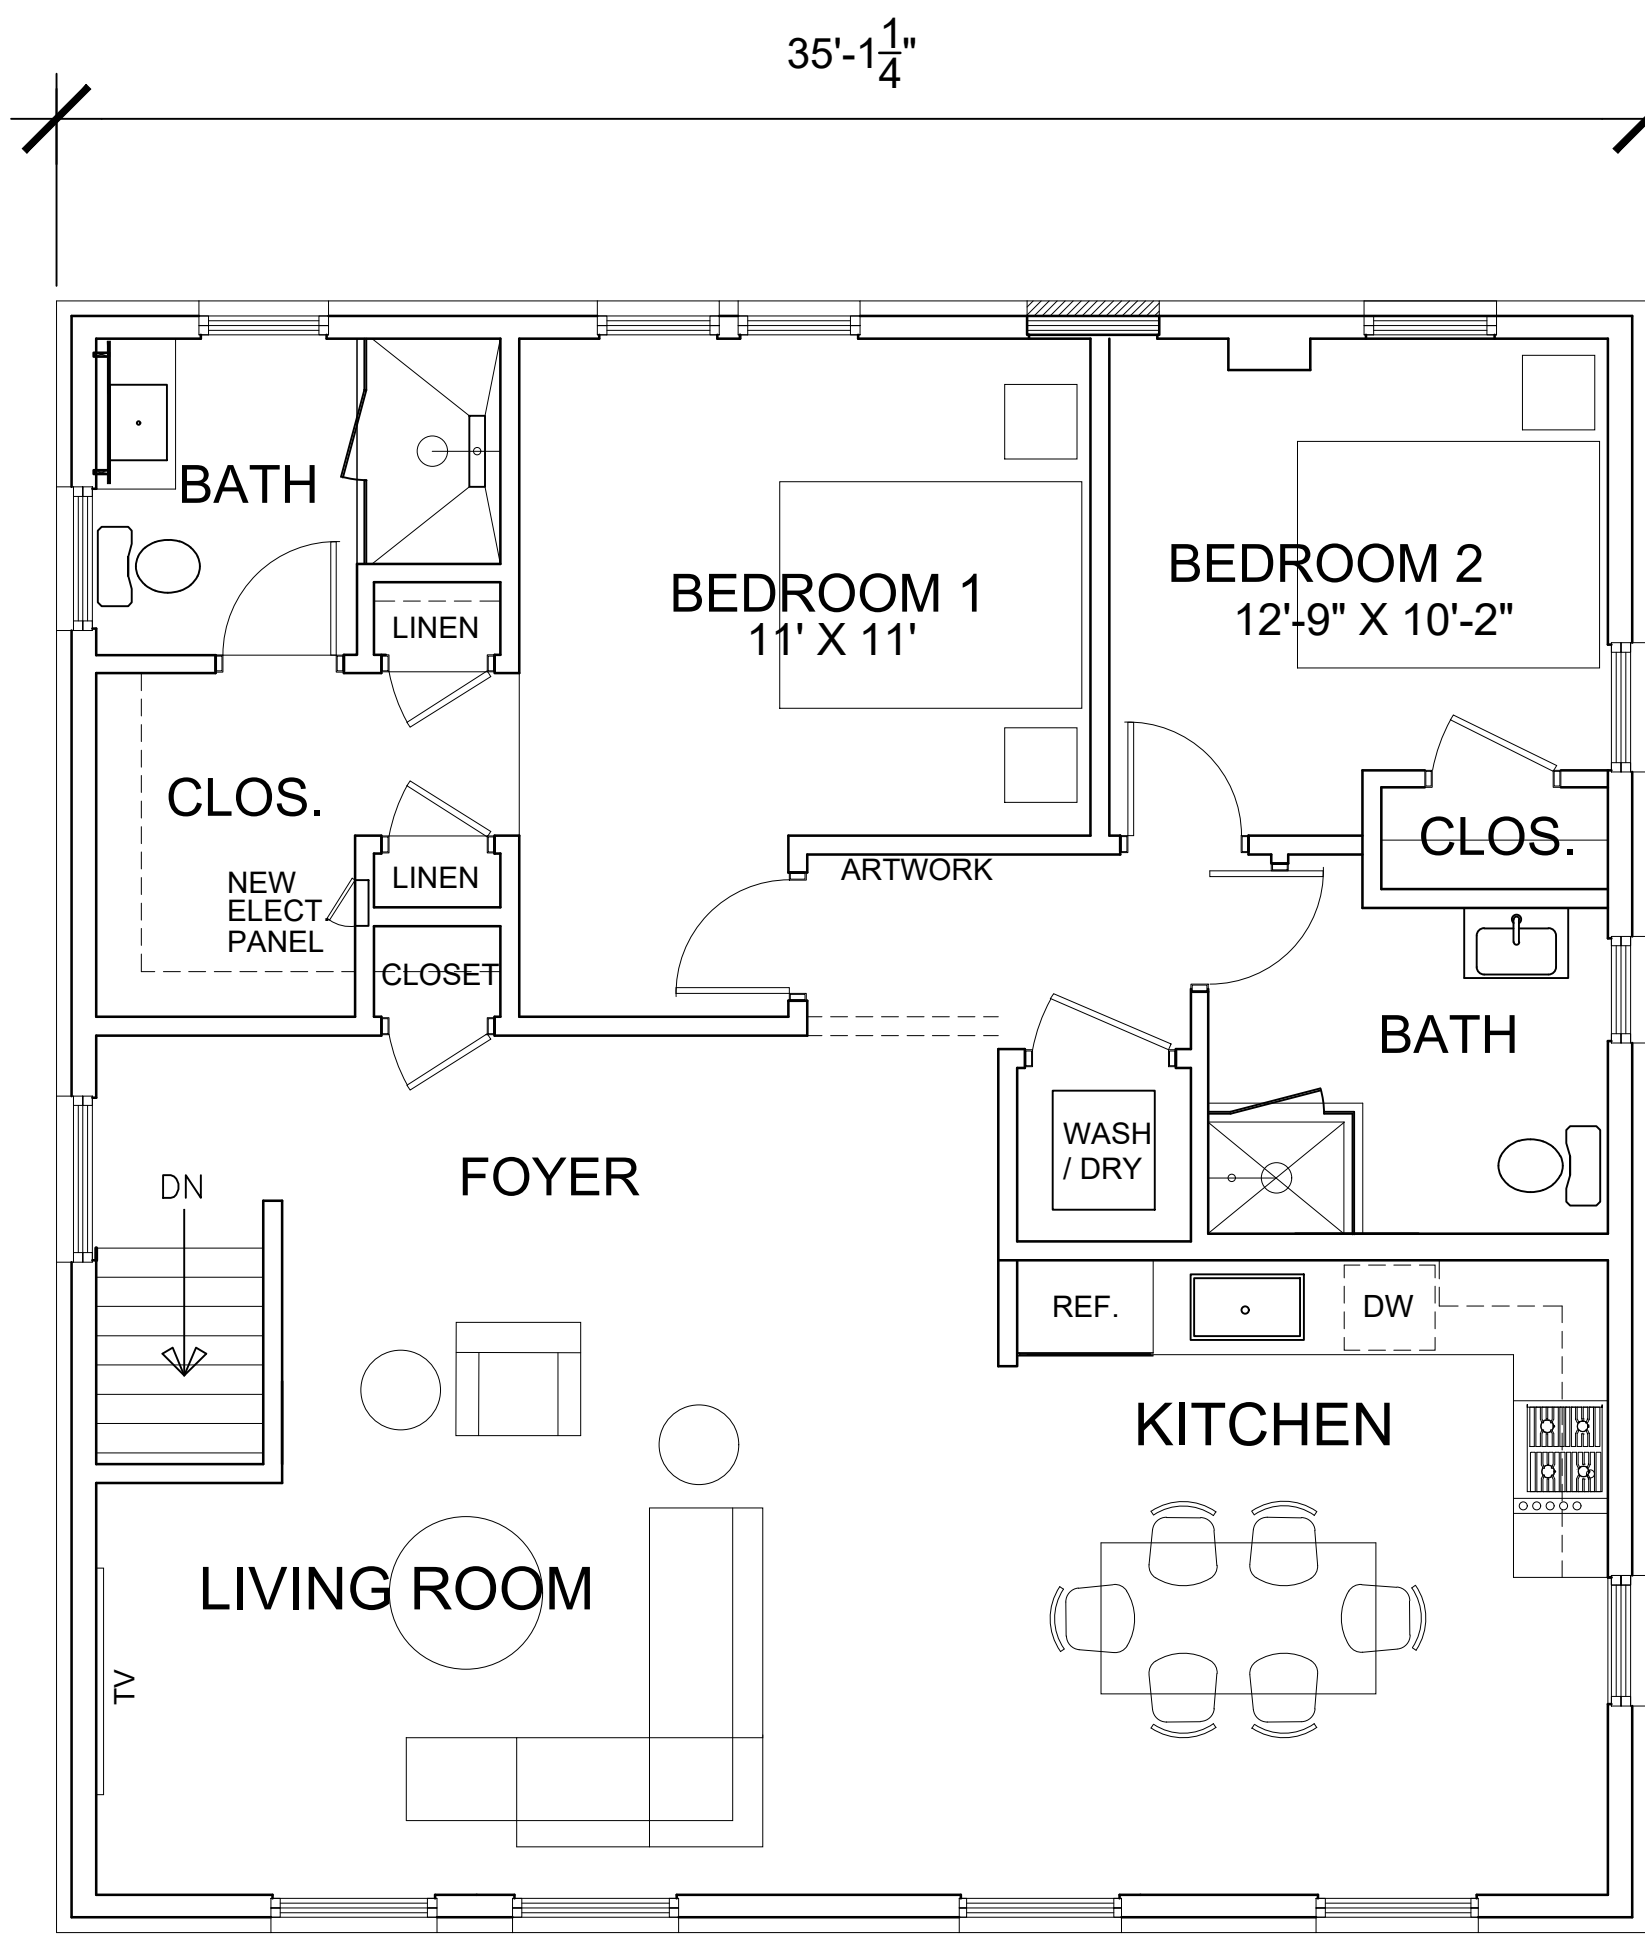 35'-1 1/4"
BATH
LINEN
BEDROOM 1
11' X 11'
BEDROOM 2
12'-9" X 10'-2"
CLOS.
LINEN
NEW
ELECT
PANEL
CLOSET
ARTWORK
CLOS.
BATH
WASH
/ DRY
FOYER
DN
REF.
DW
KITCHEN
LIVING ROOM
TV